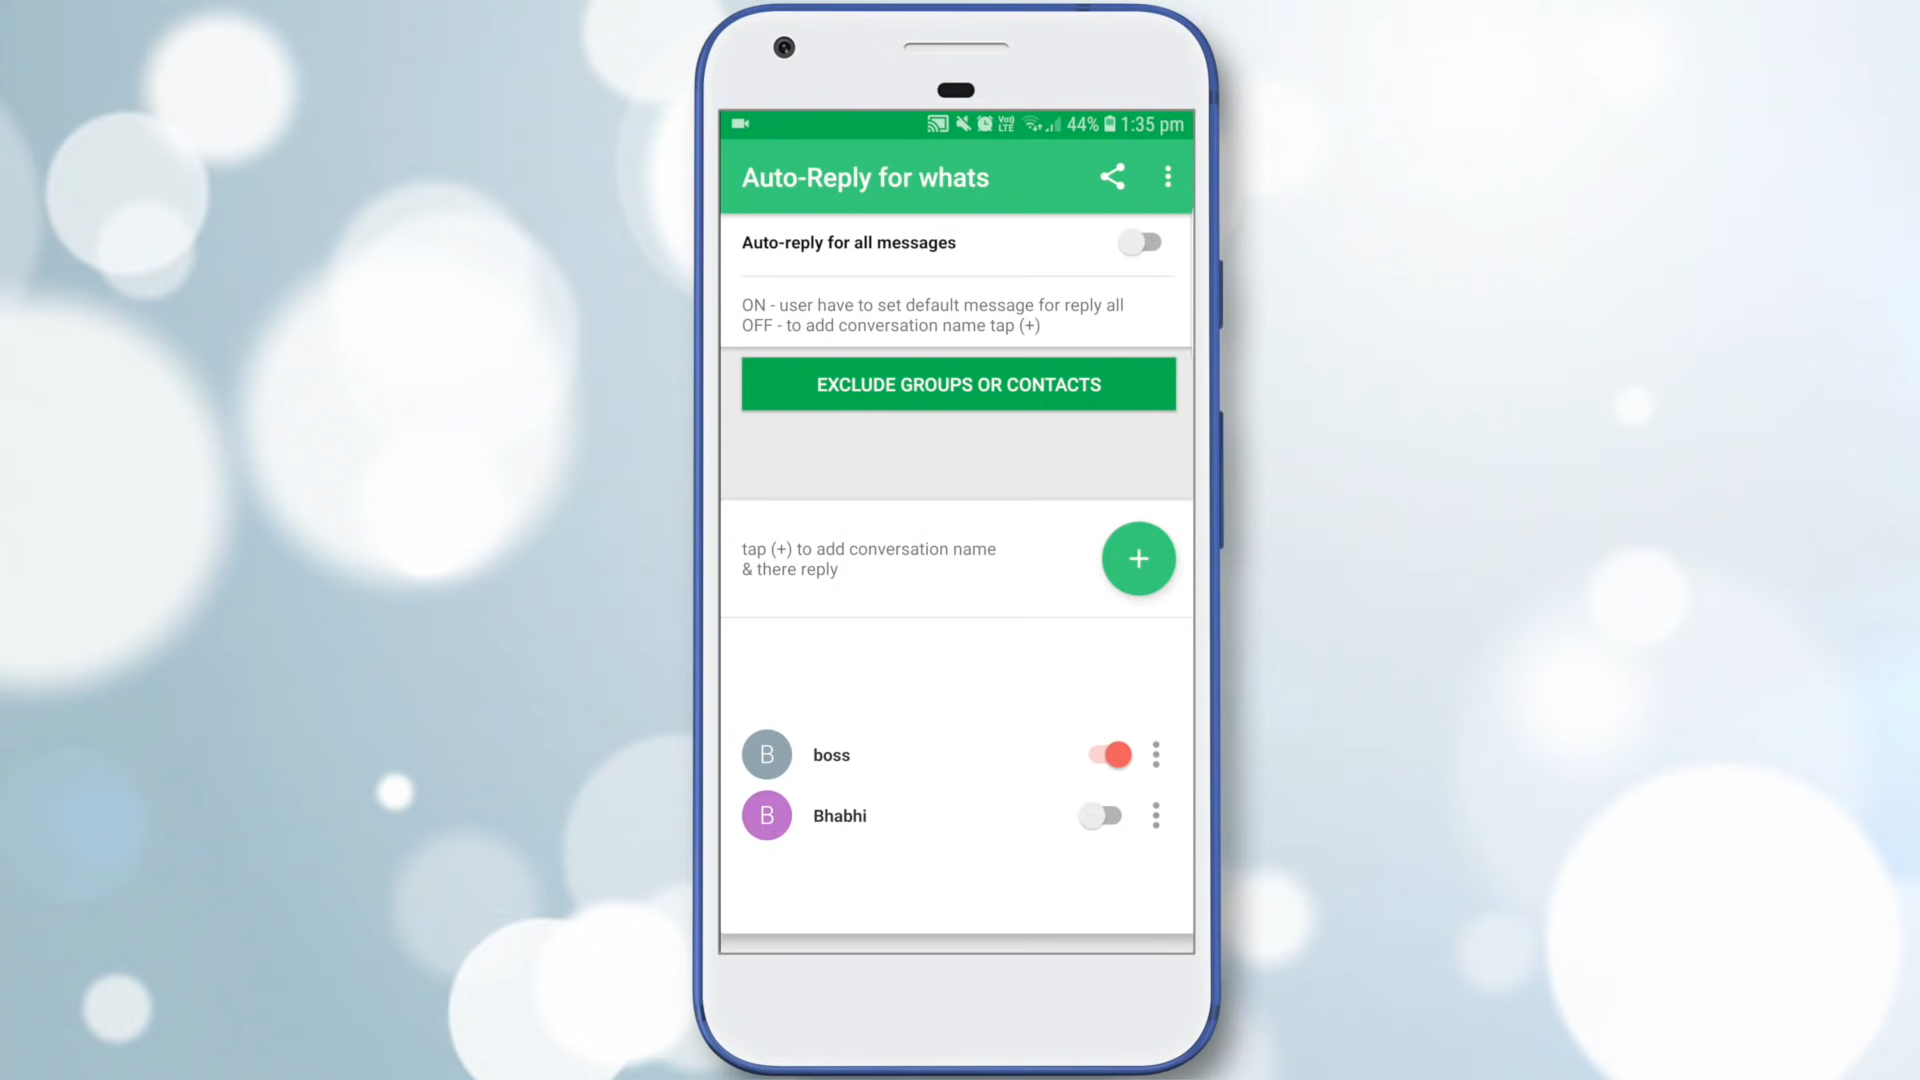 Vo))
LTE
44%
1:35 pm
Auto-Reply for whats
Auto-reply for all messages
ON - user have to set default message for reply all
OFF - to add conversation name tap (+)
EXCLUDE GROUPS OR CONTACTS
tap (+) to add conversation name
& there reply
+
B
boss
B
Bhabhi